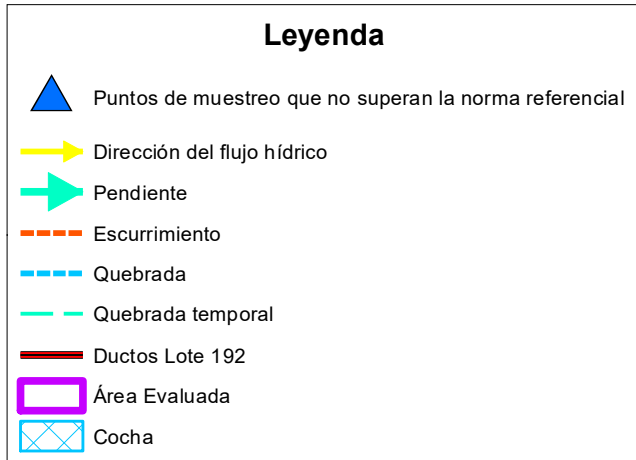 Leyenda
Puntos de muestreo que no superan la norma referencial
Dirección del flujo hídrico
Pendiente
Escurrimiento
Quebrada
Quebrada temporal
Ductos Lote 192
Área Evaluada
Cocha